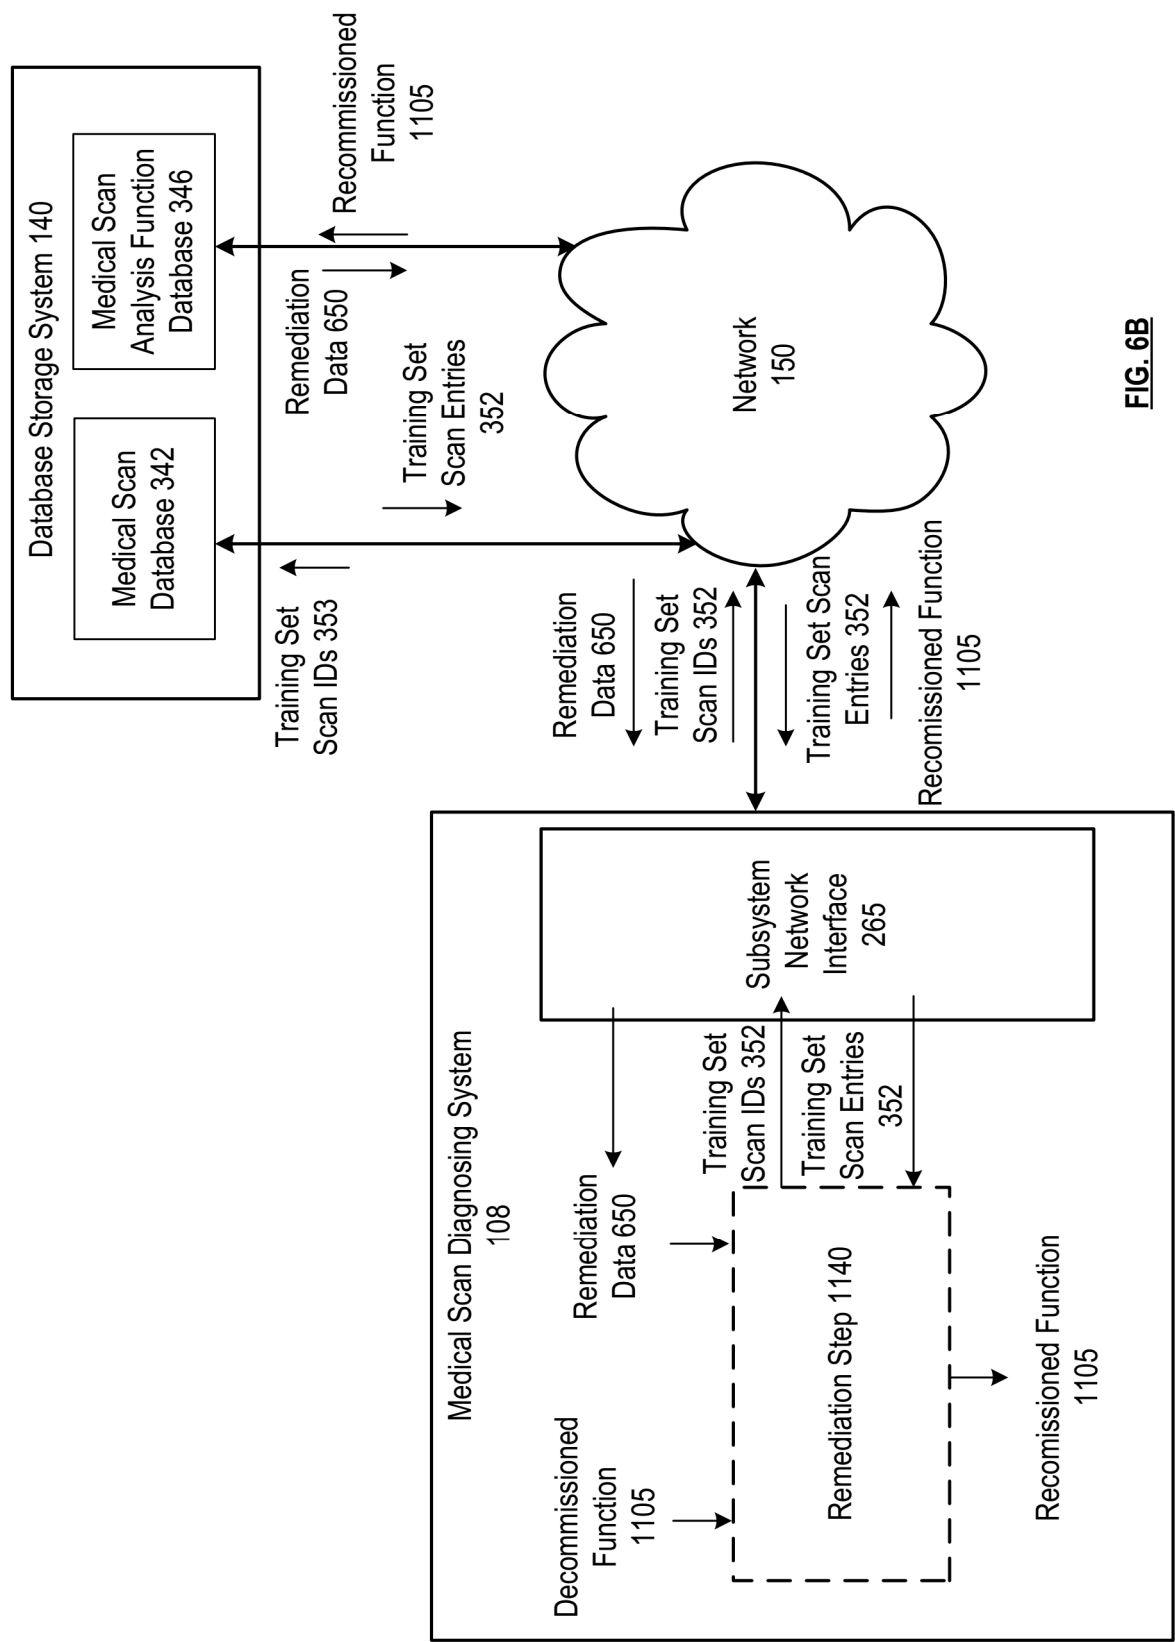 Database Storage System 140
Medical Scan
Database 342
Medical Scan
Analysis Function
Database 346
Training Set
Scan IDs 353
Training Set
Scan Entries
352
Remediation
Data 650
Recommissioned
Function
1105
Network
150
Remediation
Data 650
Training Set
Scan IDs 352
Training Set Scan
Entries 352
Recomissioned Function
1105
Medical Scan Diagnosing System
108
Subsystem
Network
Interface
265
Decommissioned
Function
1105
Remediation
Data 650
Training Set
Scan IDs 352
Training Set
Scan Entries
352
Remediation Step 1140
Recomissioned Function
1105
FIG. 6B